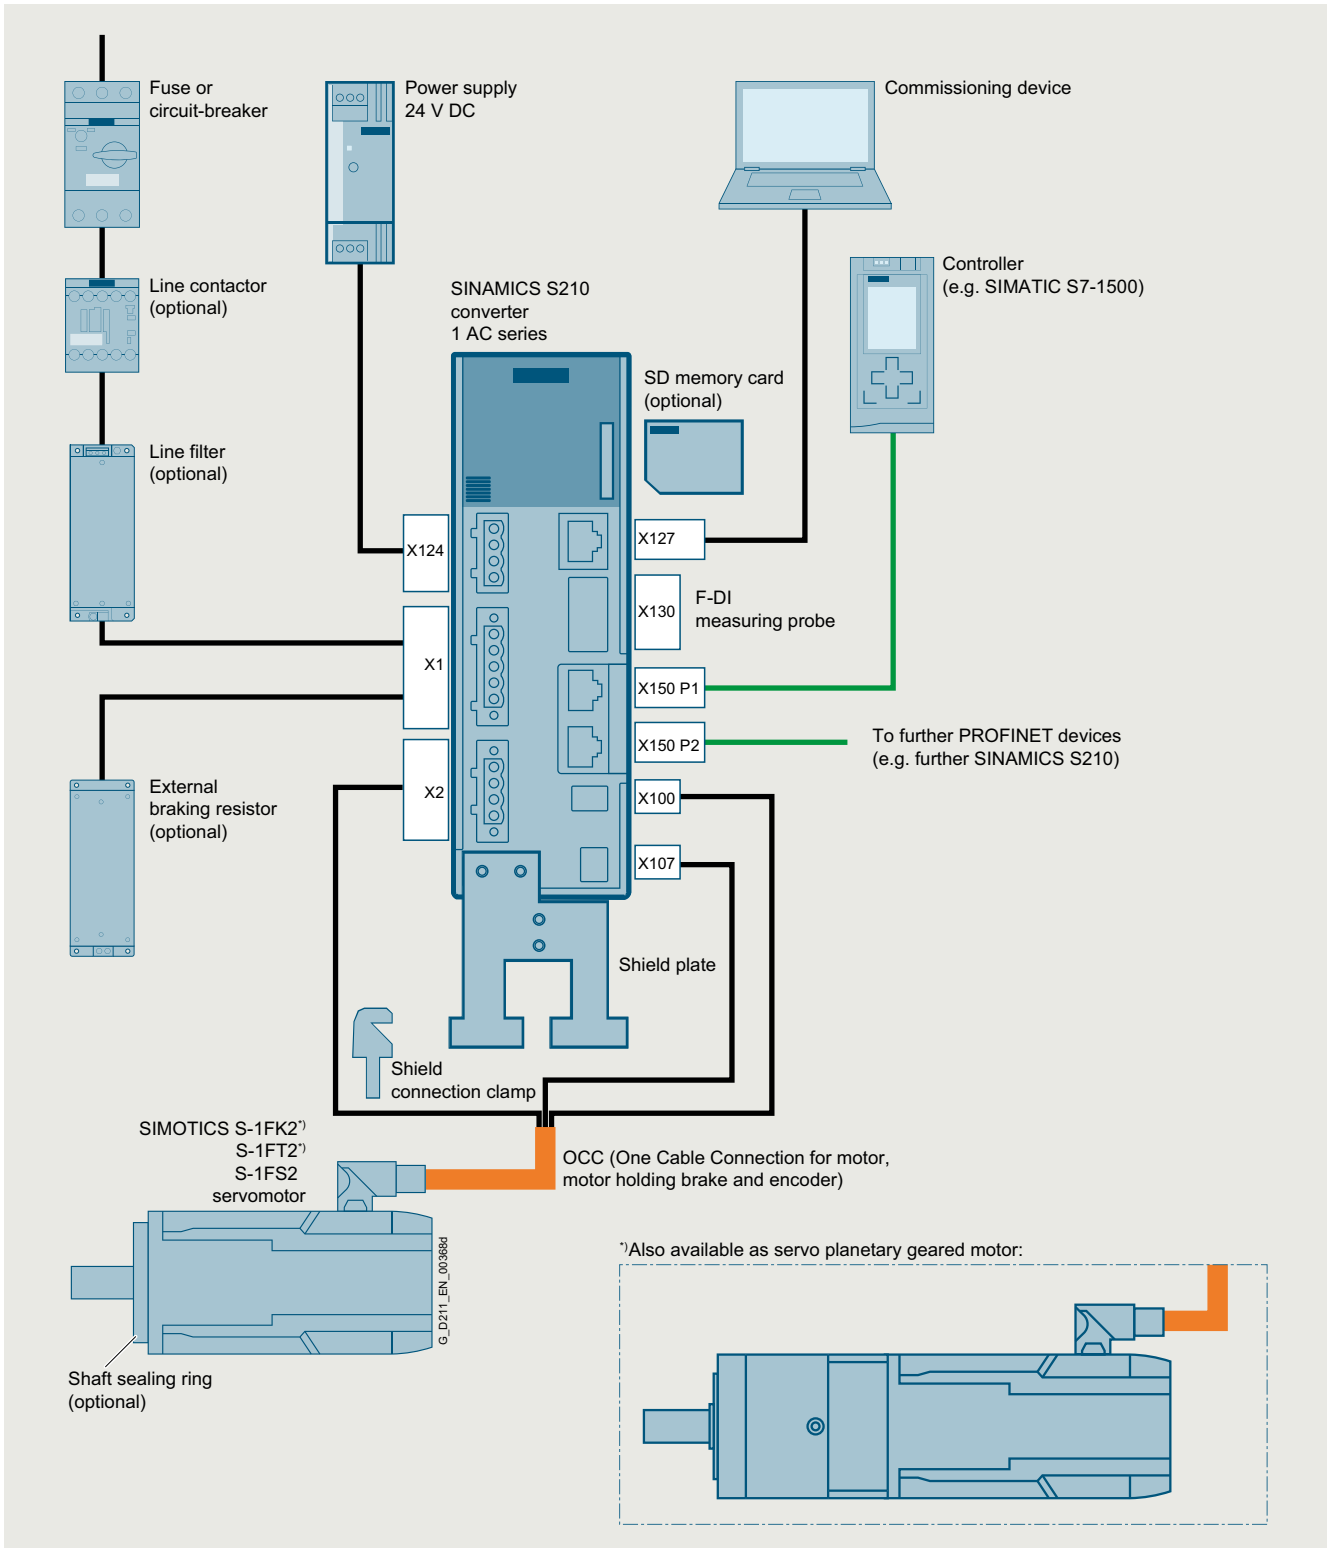 Fuse or
circuit-breaker
Power supply
24 V DC
Commissioning device
Line contactor
(optional)
Controller
(e.g. SIMATIC S7-1500)
SINAMICS S210
converter
1 AC series
SD memory card
(optional)
Line filter
(optional)
X124
X127
X130
F-DI
measuring probe
X1
X150 P1
X150 P2
To further PROFINET devices
(e.g. further SINAMICS S210)
X2
X100
External
braking resistor
(optional)
X107
Shield plate
Shield
connection clamp
SIMOTICS S-1FK2*)
S-1FT2*)
S-1FS2
servomotor
OCC (One Cable Connection for motor,
motor holding brake and encoder)
G_D211_EN_00368d
*)Also available as servo planetary geared motor:
Shaft sealing ring
(optional)